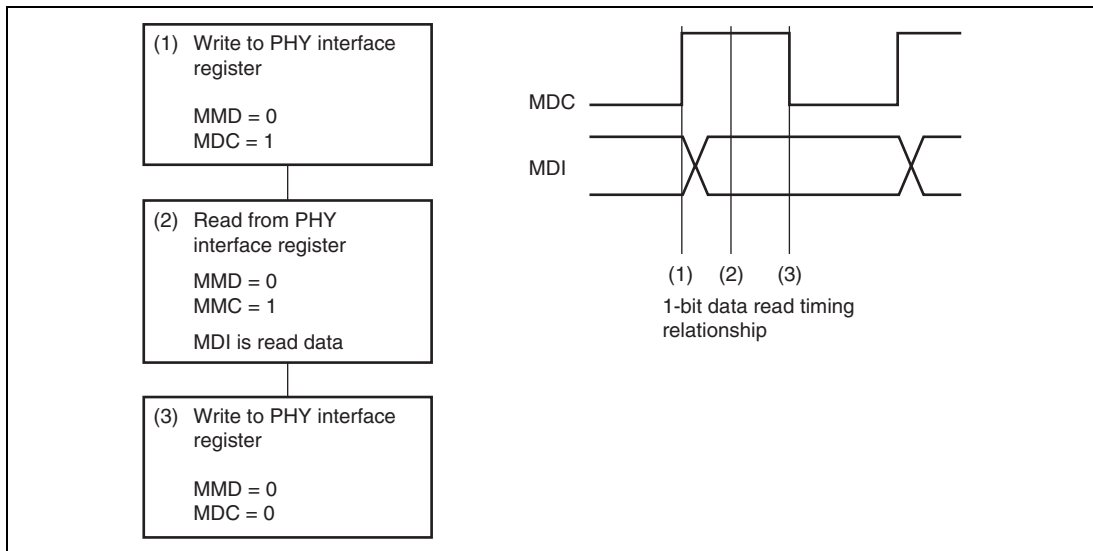 (1) Write to PHY interface
register
MMD = 0
MDC = 1
(2) Read from PHY
interface register
MMD = 0
MMC = 1
MDI is read data
(3) Write to PHY interface
register
MMD = 0
MDC = 0
MDC
MDI
(1) (2) (3)
1-bit data read timing
relationship